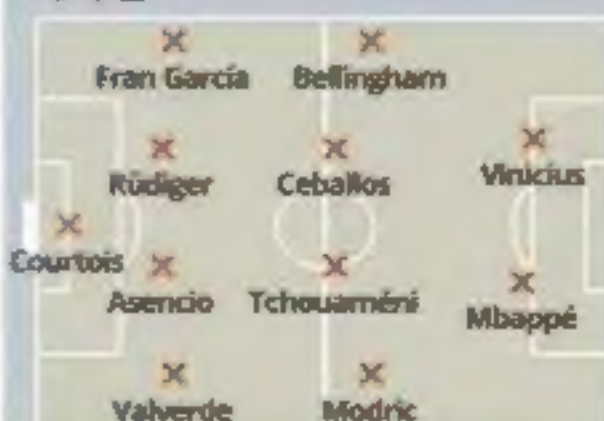 Fran García Bellingham
Rüdiger Ceballos Vinicius
Courtois
Asencio Tchouaméni Mbappé
Valverde Modric